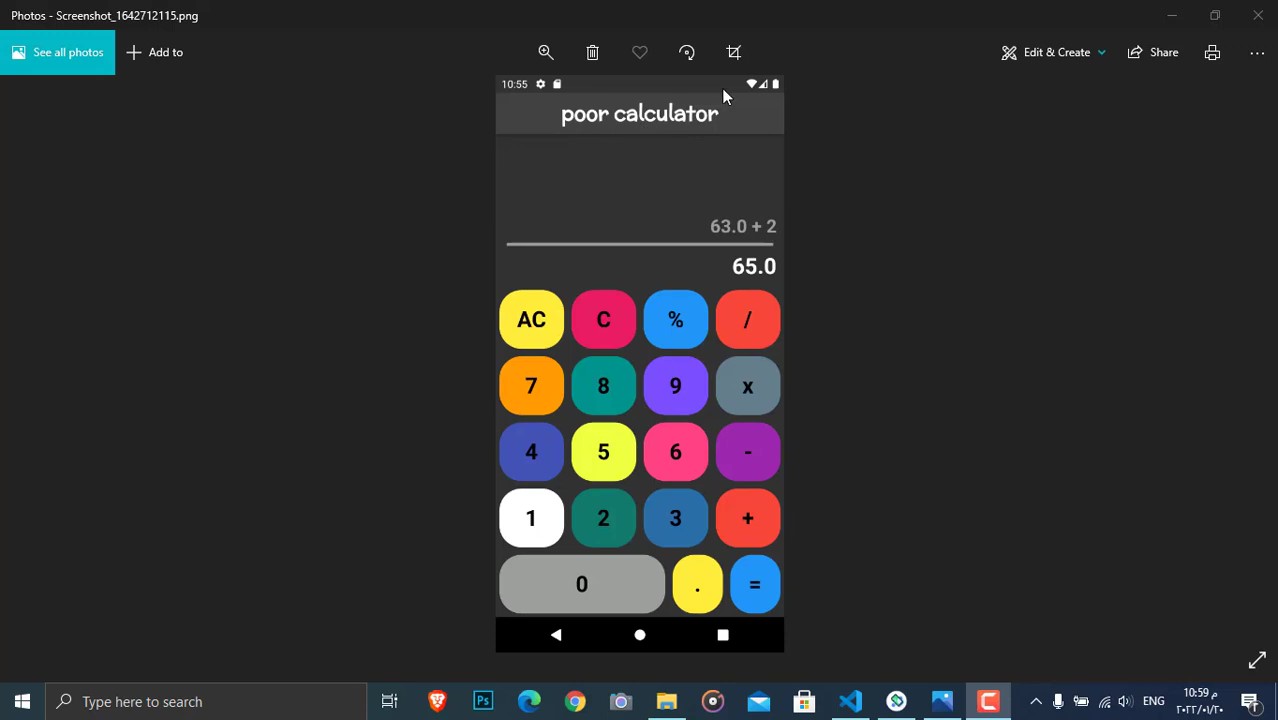 Photos - Screenshot_1642712115.png
See all photos
Add to
Edit & Create
Share
10:55
poor calculator
63.0 + 2
65.0
AC C % /
7 8 9 x
4 5 6 -
1 2 3 +
0 . =
Type here to search
Ps
ENG
10:59 م